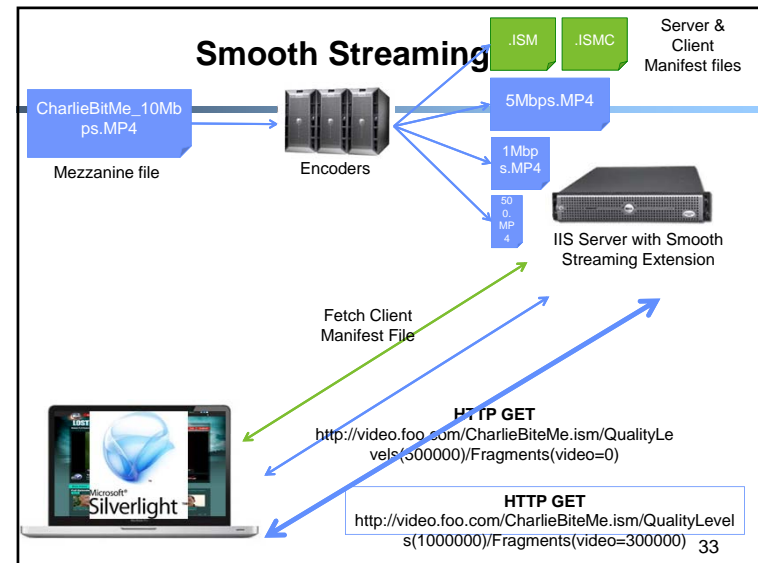 Smooth Streaming
.ISM
.ISMC
Server &
Client
Manifest files
CharlieBitMe_10Mb
ps.MP4
Mezzanine file
Encoders
5Mbps.MP4
1Mbp
s.MP4
50
0.
MP
4
IIS Server with Smooth
Streaming Extension
Fetch Client
Manifest File
LOST
Microsoft®
Silverlight™
HTTP GET
http://video.foo.com/CharlieBiteMe.ism/QualityLe
vels(500000)/Fragments(video=0)
HTTP GET
http://video.foo.com/CharlieBiteMe.ism/QualityLevel
s(1000000)/Fragments(video=300000)
33